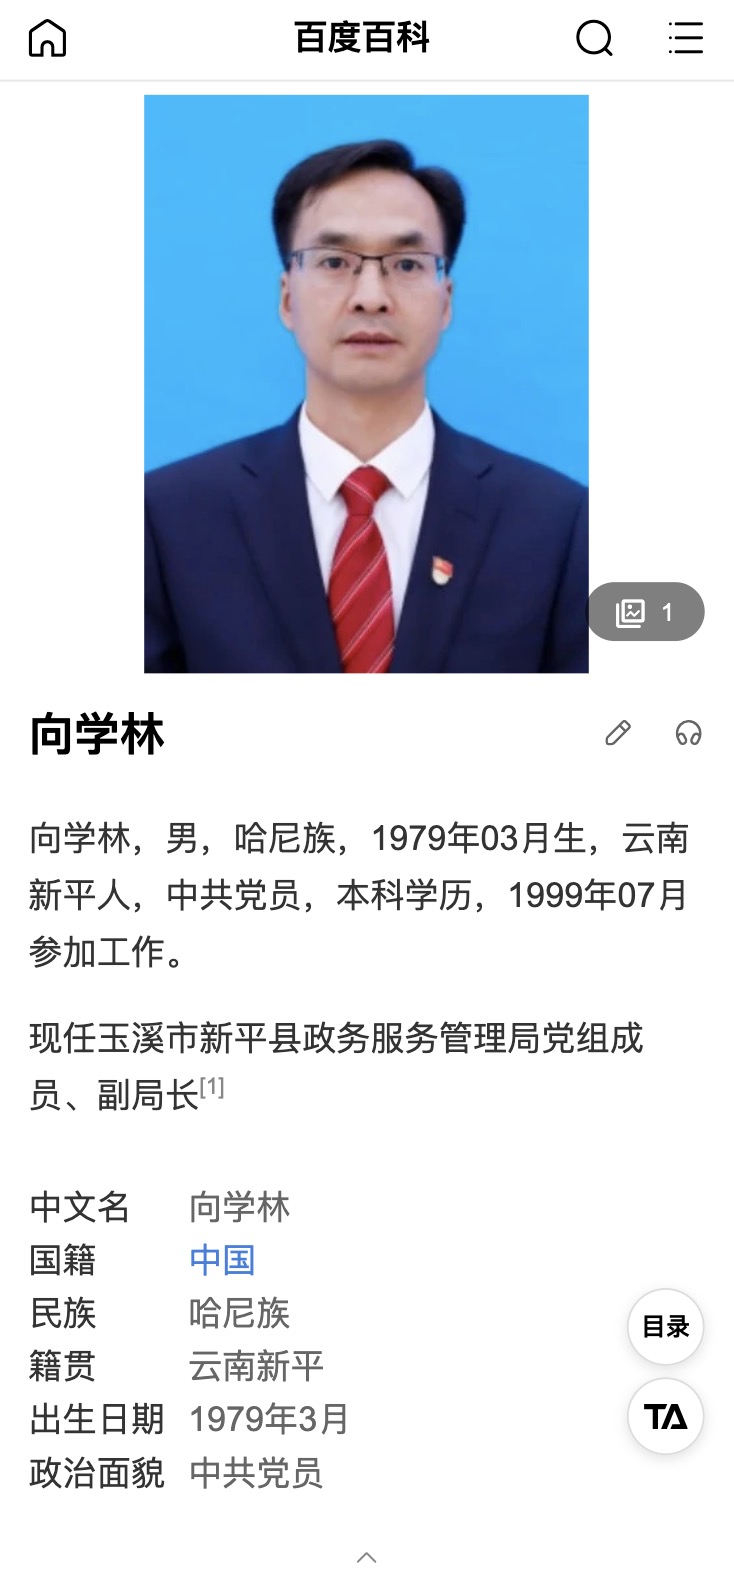 百度百科
1
向学林
向学林，男，哈尼族，1979年03月生，云南
新平人，中共党员，本科学历，1999年07月
参加工作。
现任玉溪市新平县政务服务管理局党组成
员、副局长[1]
中文名 向学林
国籍 中国
民族 哈尼族
籍贯 云南新平
出生日期 1979年3月
政治面貌 中共党员
目录
TA